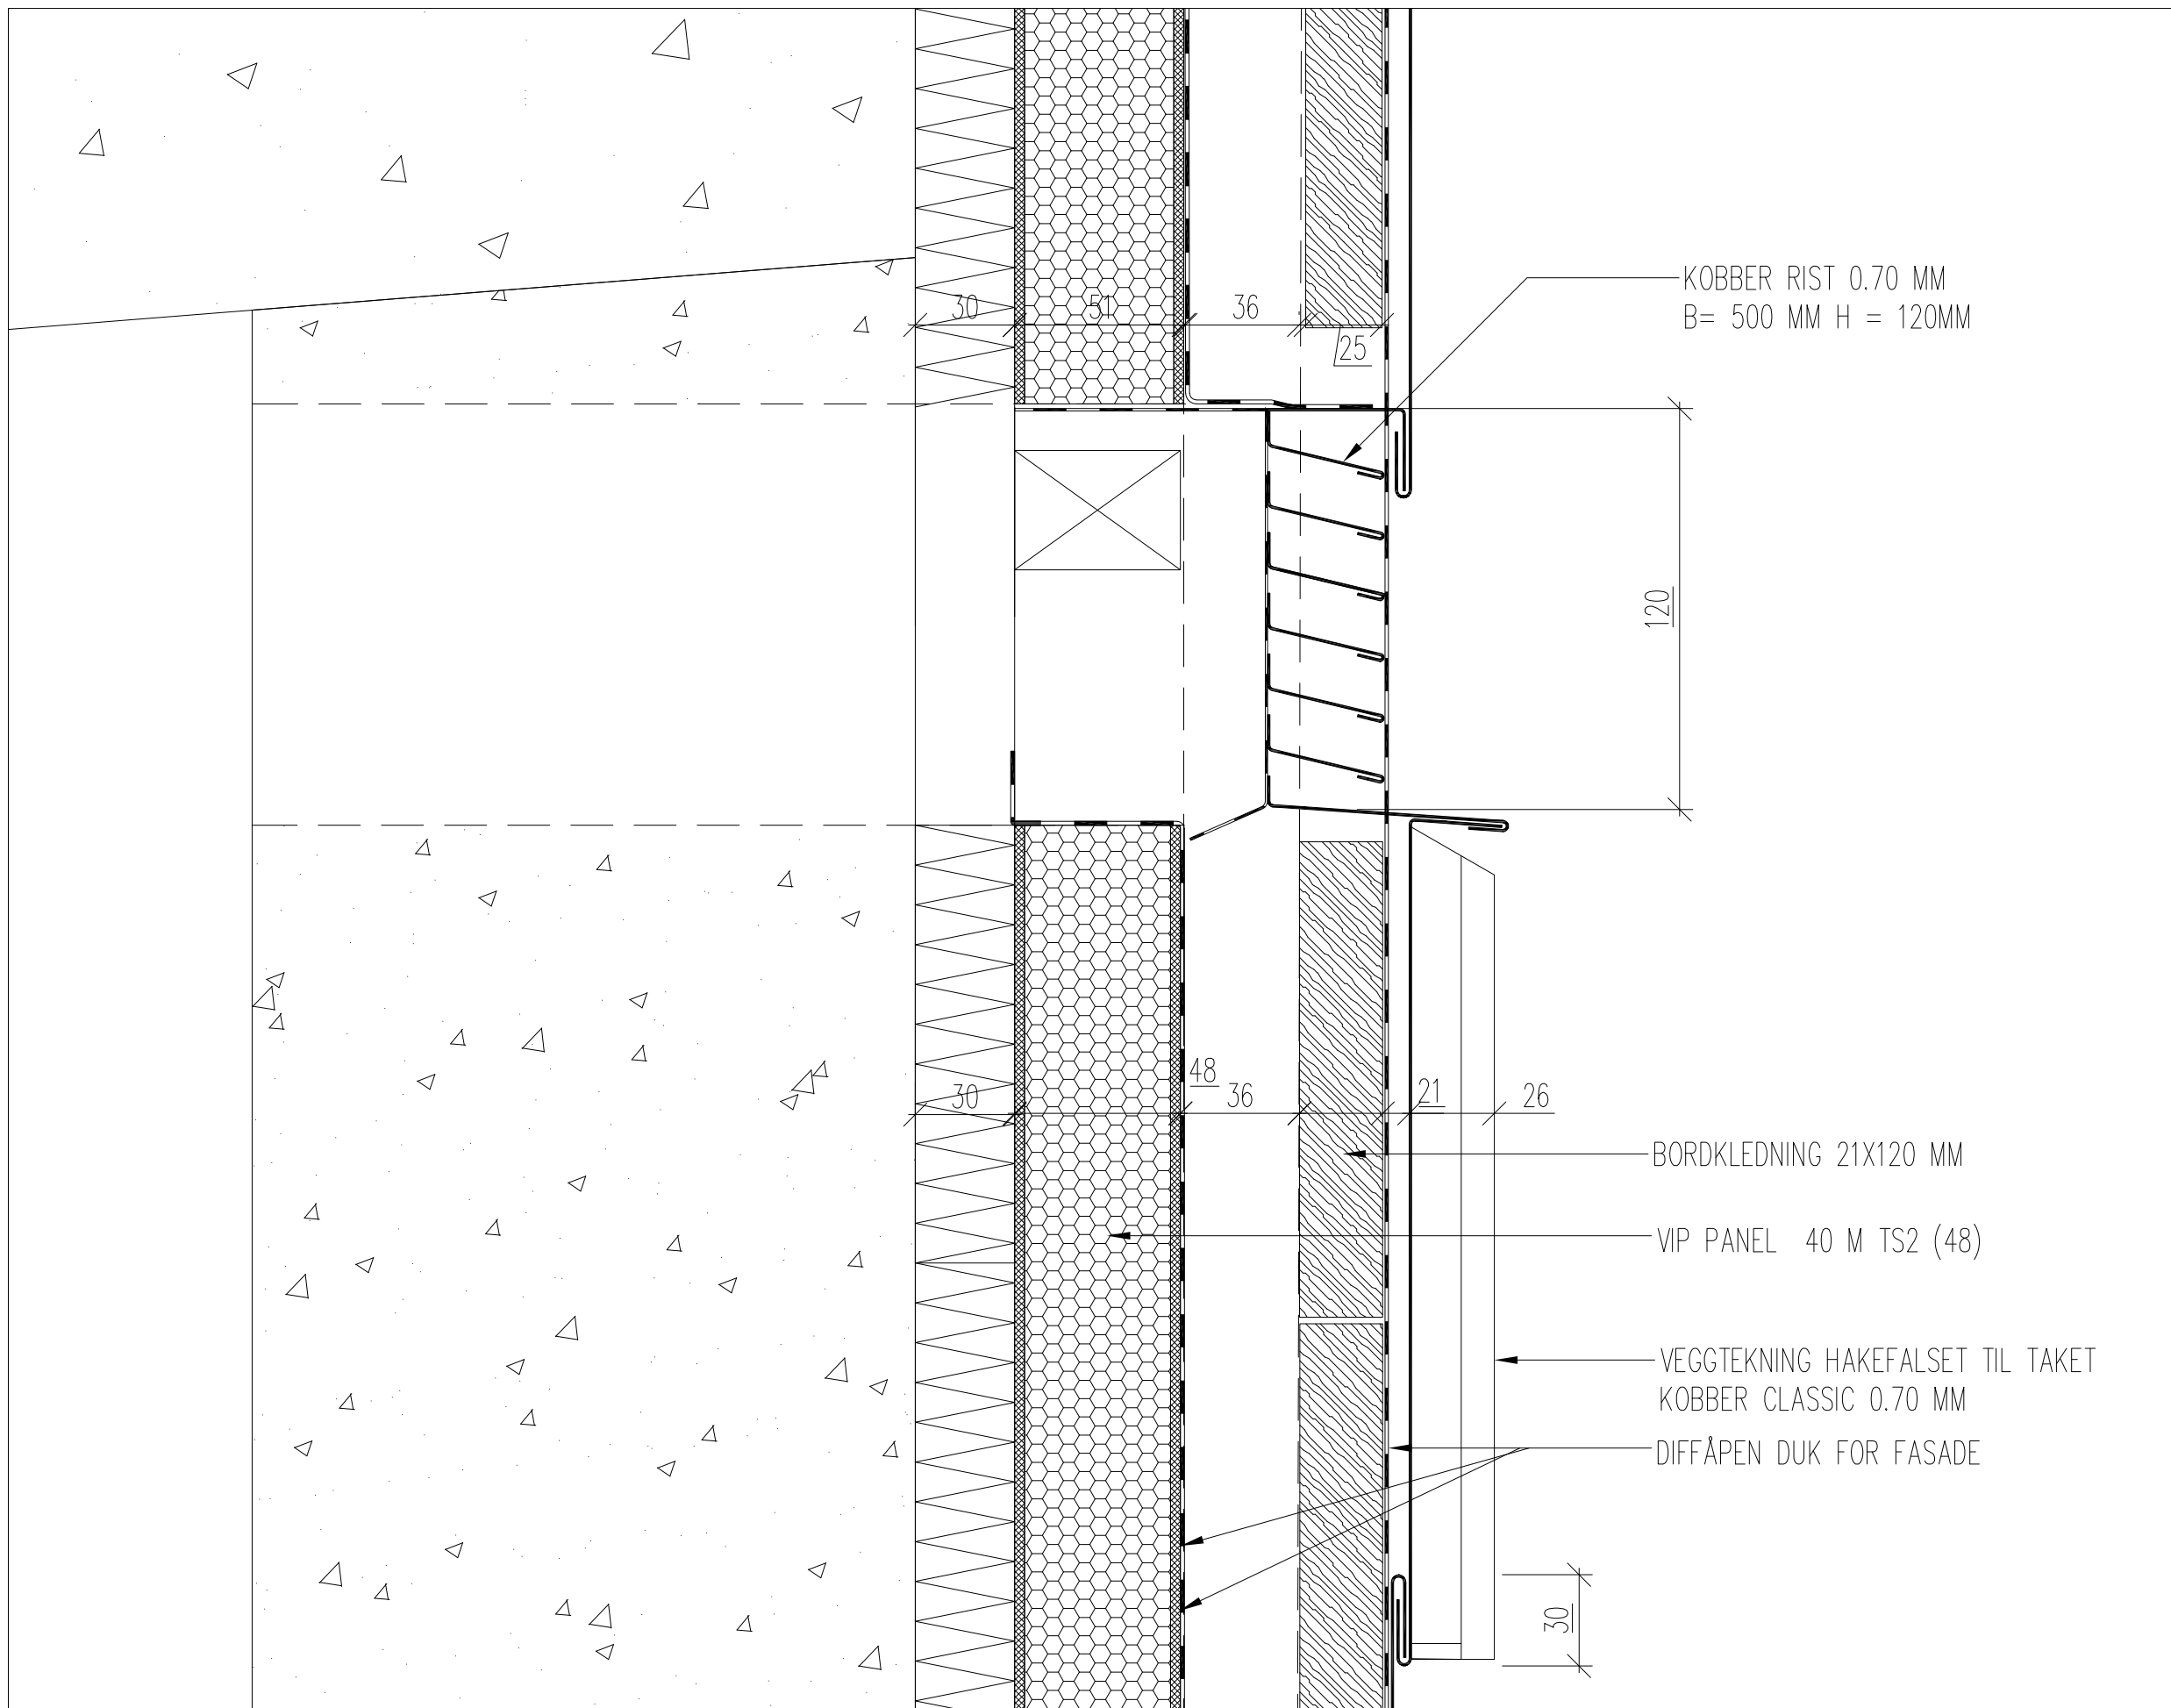 KOBBER RIST 0.70 MM
B= 500 MM H = 120MM
30 51 36
25
120
48
30 36 21 26
BORDKLEDNING 21X120 MM
VIP PANEL 40 M TS2 (48)
VEGGTEKNING HAKEFALSET TIL TAKET
KOBBER CLASSIC 0.70 MM
DIFFÅPEN DUK FOR FASADE
30